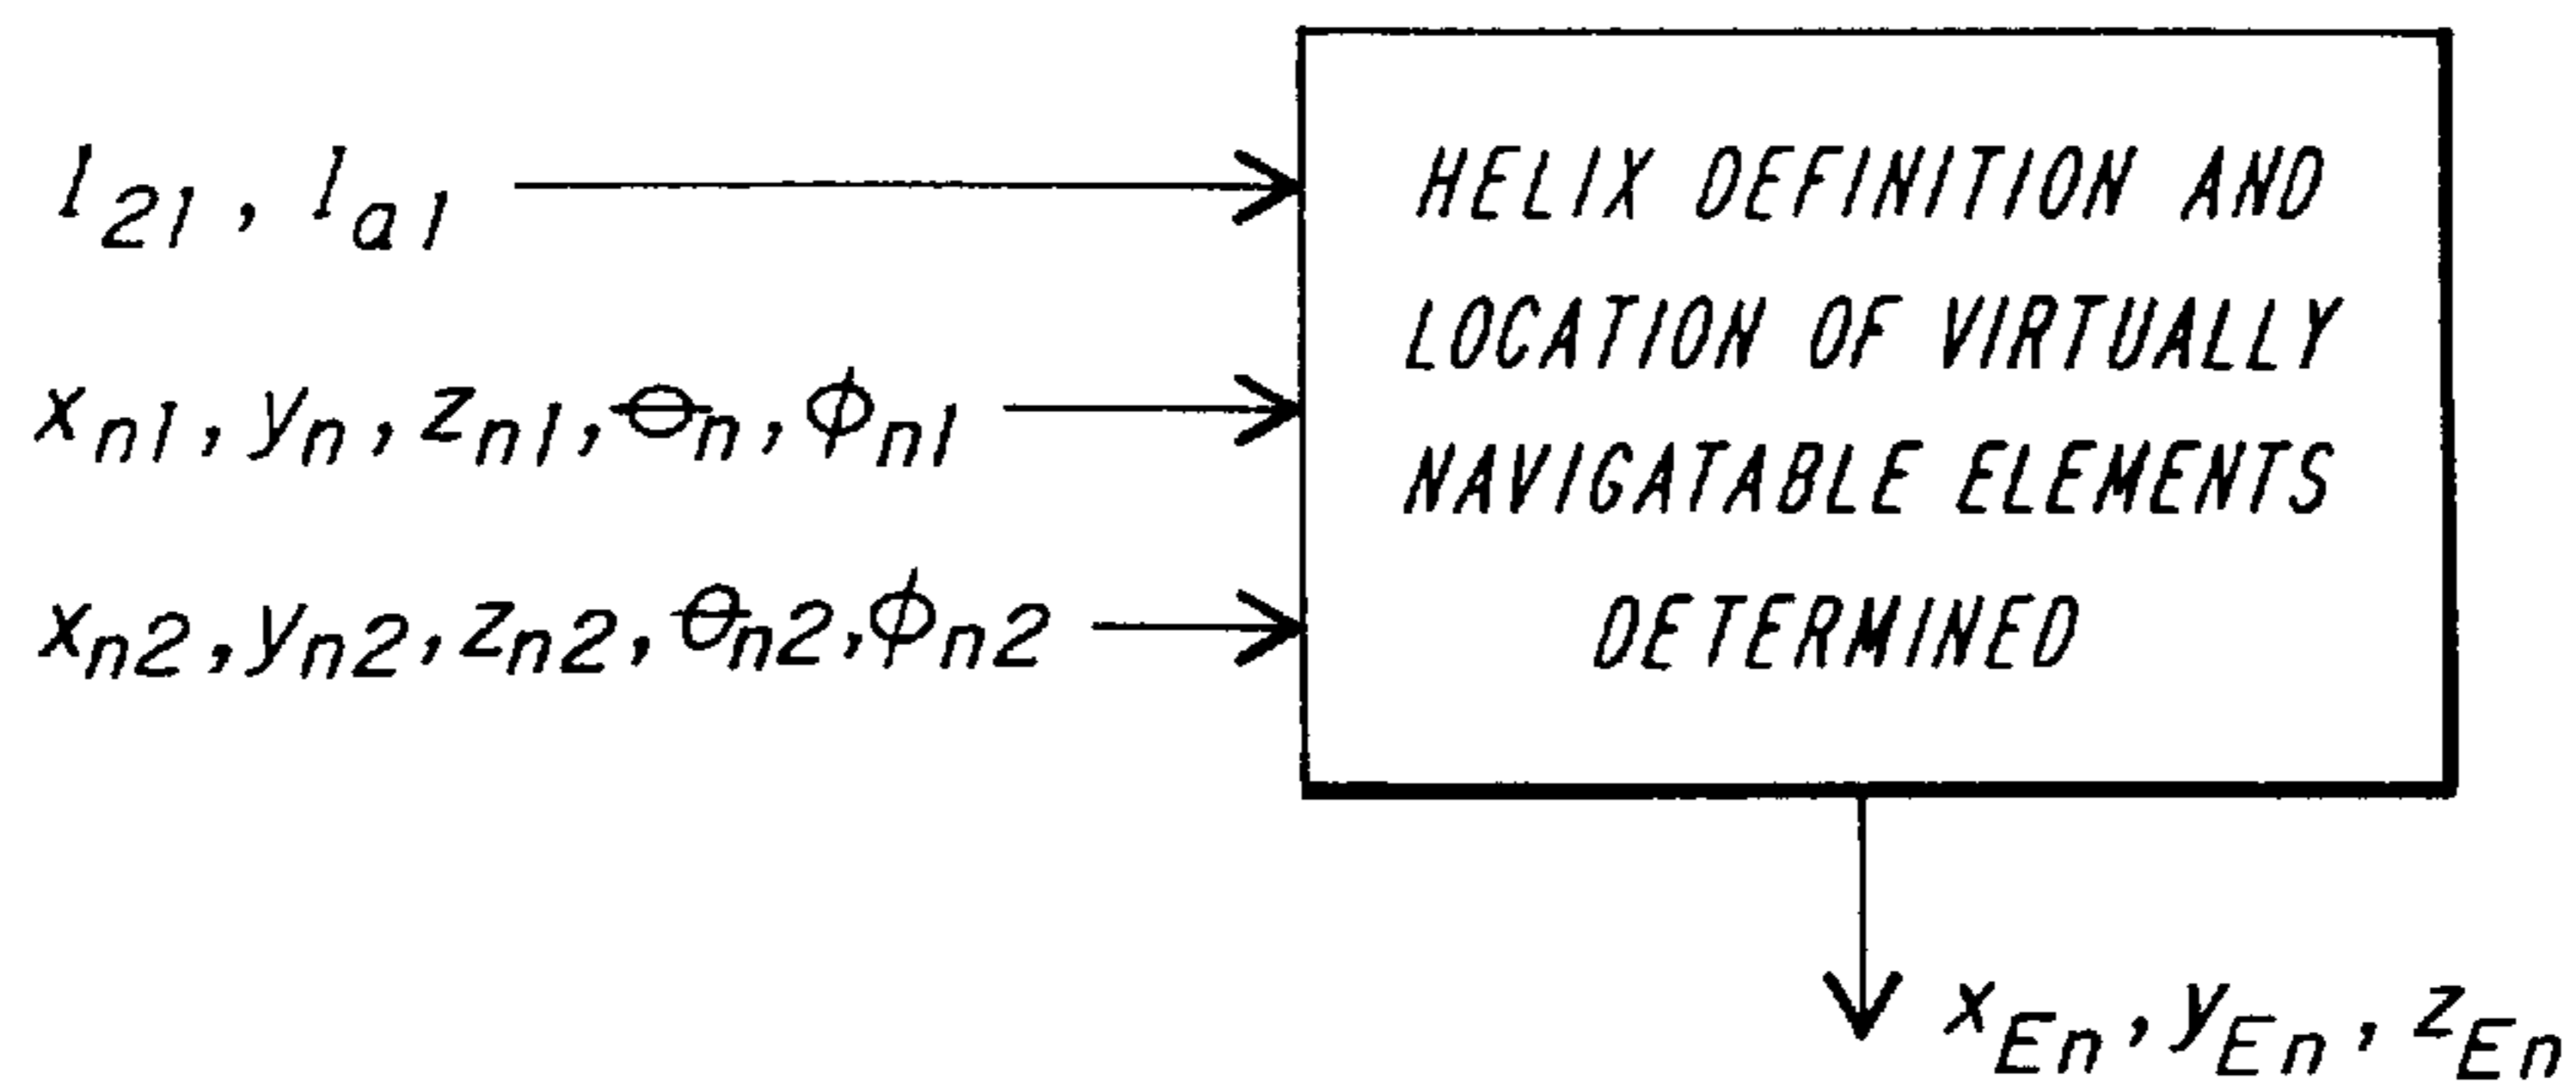 l21, la1
HELIX DEFINITION AND
LOCATION OF VIRTUALLY
NAVIGATABLE ELEMENTS
DETERMINED
xn1, yn, zn1, θn, ϕn1
xn2, yn2, zn2, θn2, ϕn2
xEn, yEn, zEn